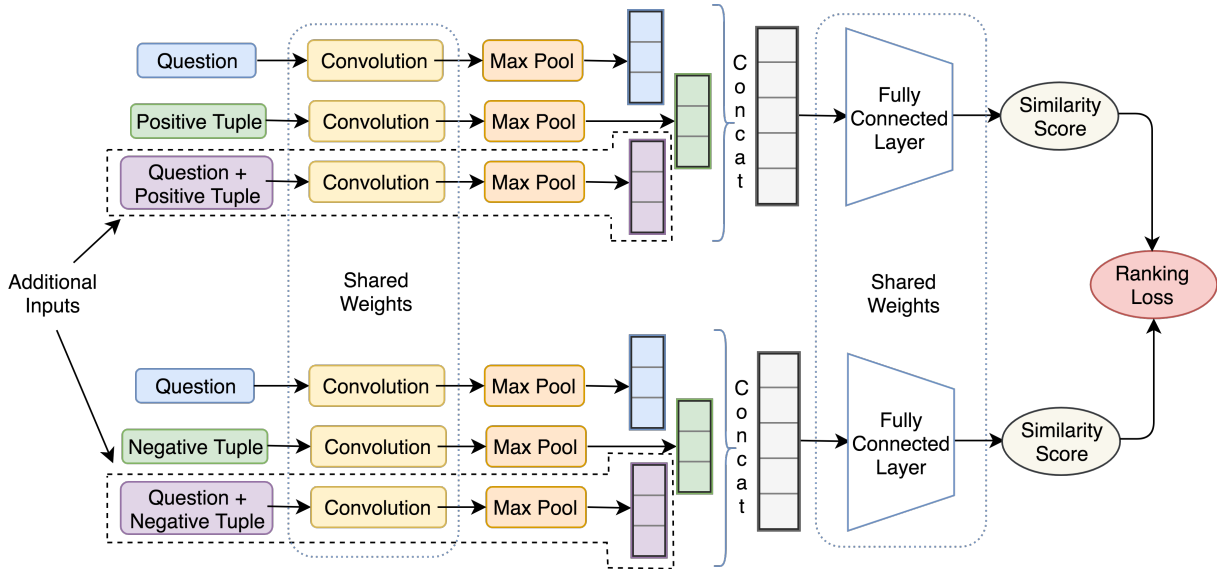 Question
Convolution
Max Pool
Positive Tuple
Convolution
Max Pool
Question +
Positive Tuple
Convolution
Max Pool
Concat
Fully
Connected
Layer
Similarity
Score
Additional
Inputs
Shared
Weights
Shared
Weights
Ranking
Loss
Question
Convolution
Max Pool
Negative Tuple
Convolution
Max Pool
Question +
Negative Tuple
Convolution
Max Pool
Concat
Fully
Connected
Layer
Similarity
Score